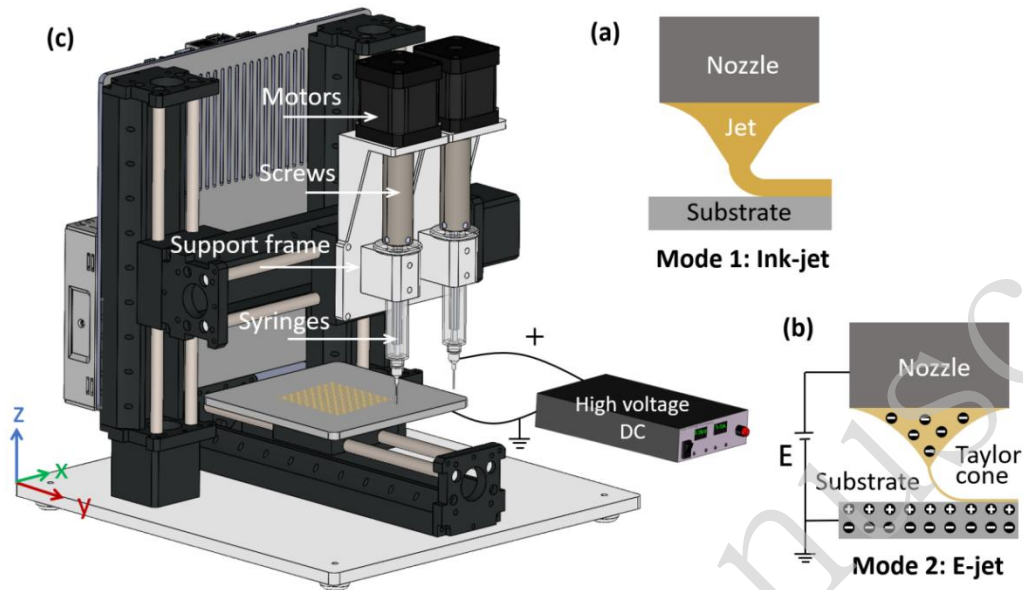 (c)
Motors
Screws
Support frame
Syringes
+
High voltage
DC
z
x
y
(a)
Nozzle
Jet
Substrate
Mode 1: Ink-jet
(b)
Nozzle
E
Substrate
Taylor
cone
Mode 2: E-jet